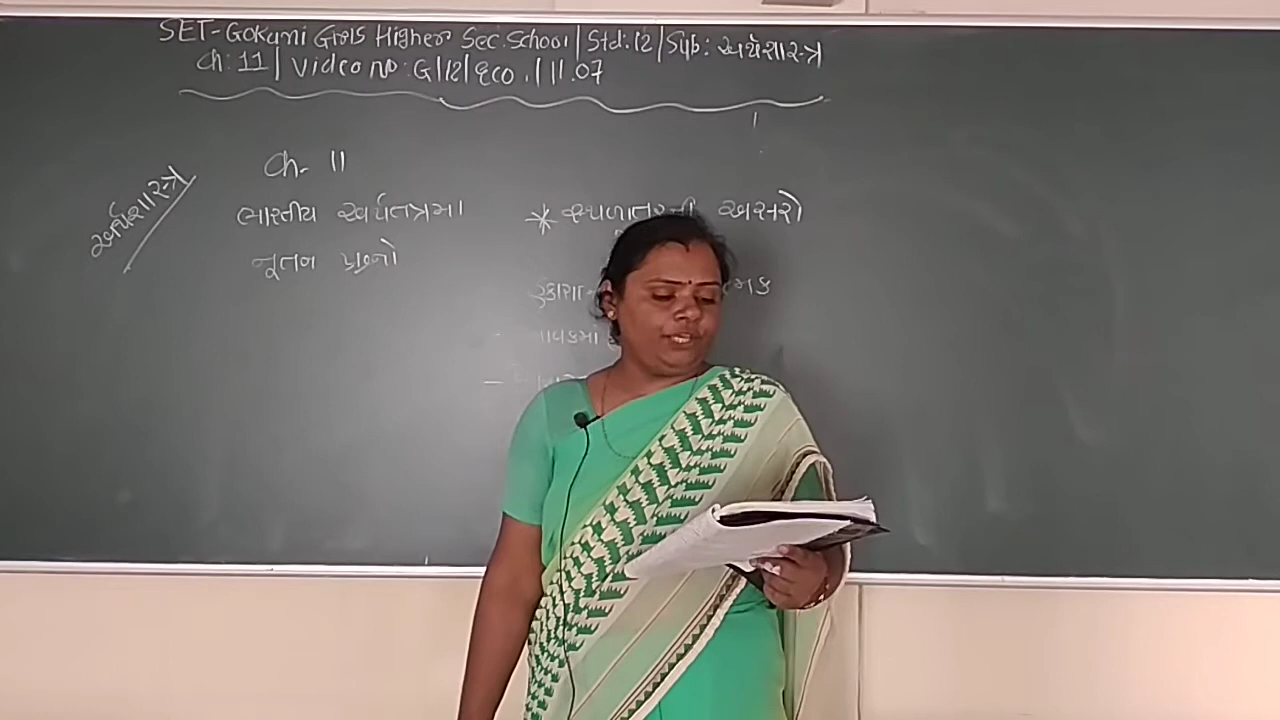 SET-Gokuni Girls Higher Sec. School | Std: 12 | Sub: અર્થશાસ્ત્ર
Ch: 11 | Video no: G|12|Eco.|11.07
અર્થશાસ્ત્ર
Ch. 11
ભારતીય અર્થતંત્રમાં
નૂતન પ્રશ્નો
* સ્થળાંતરની અસરો